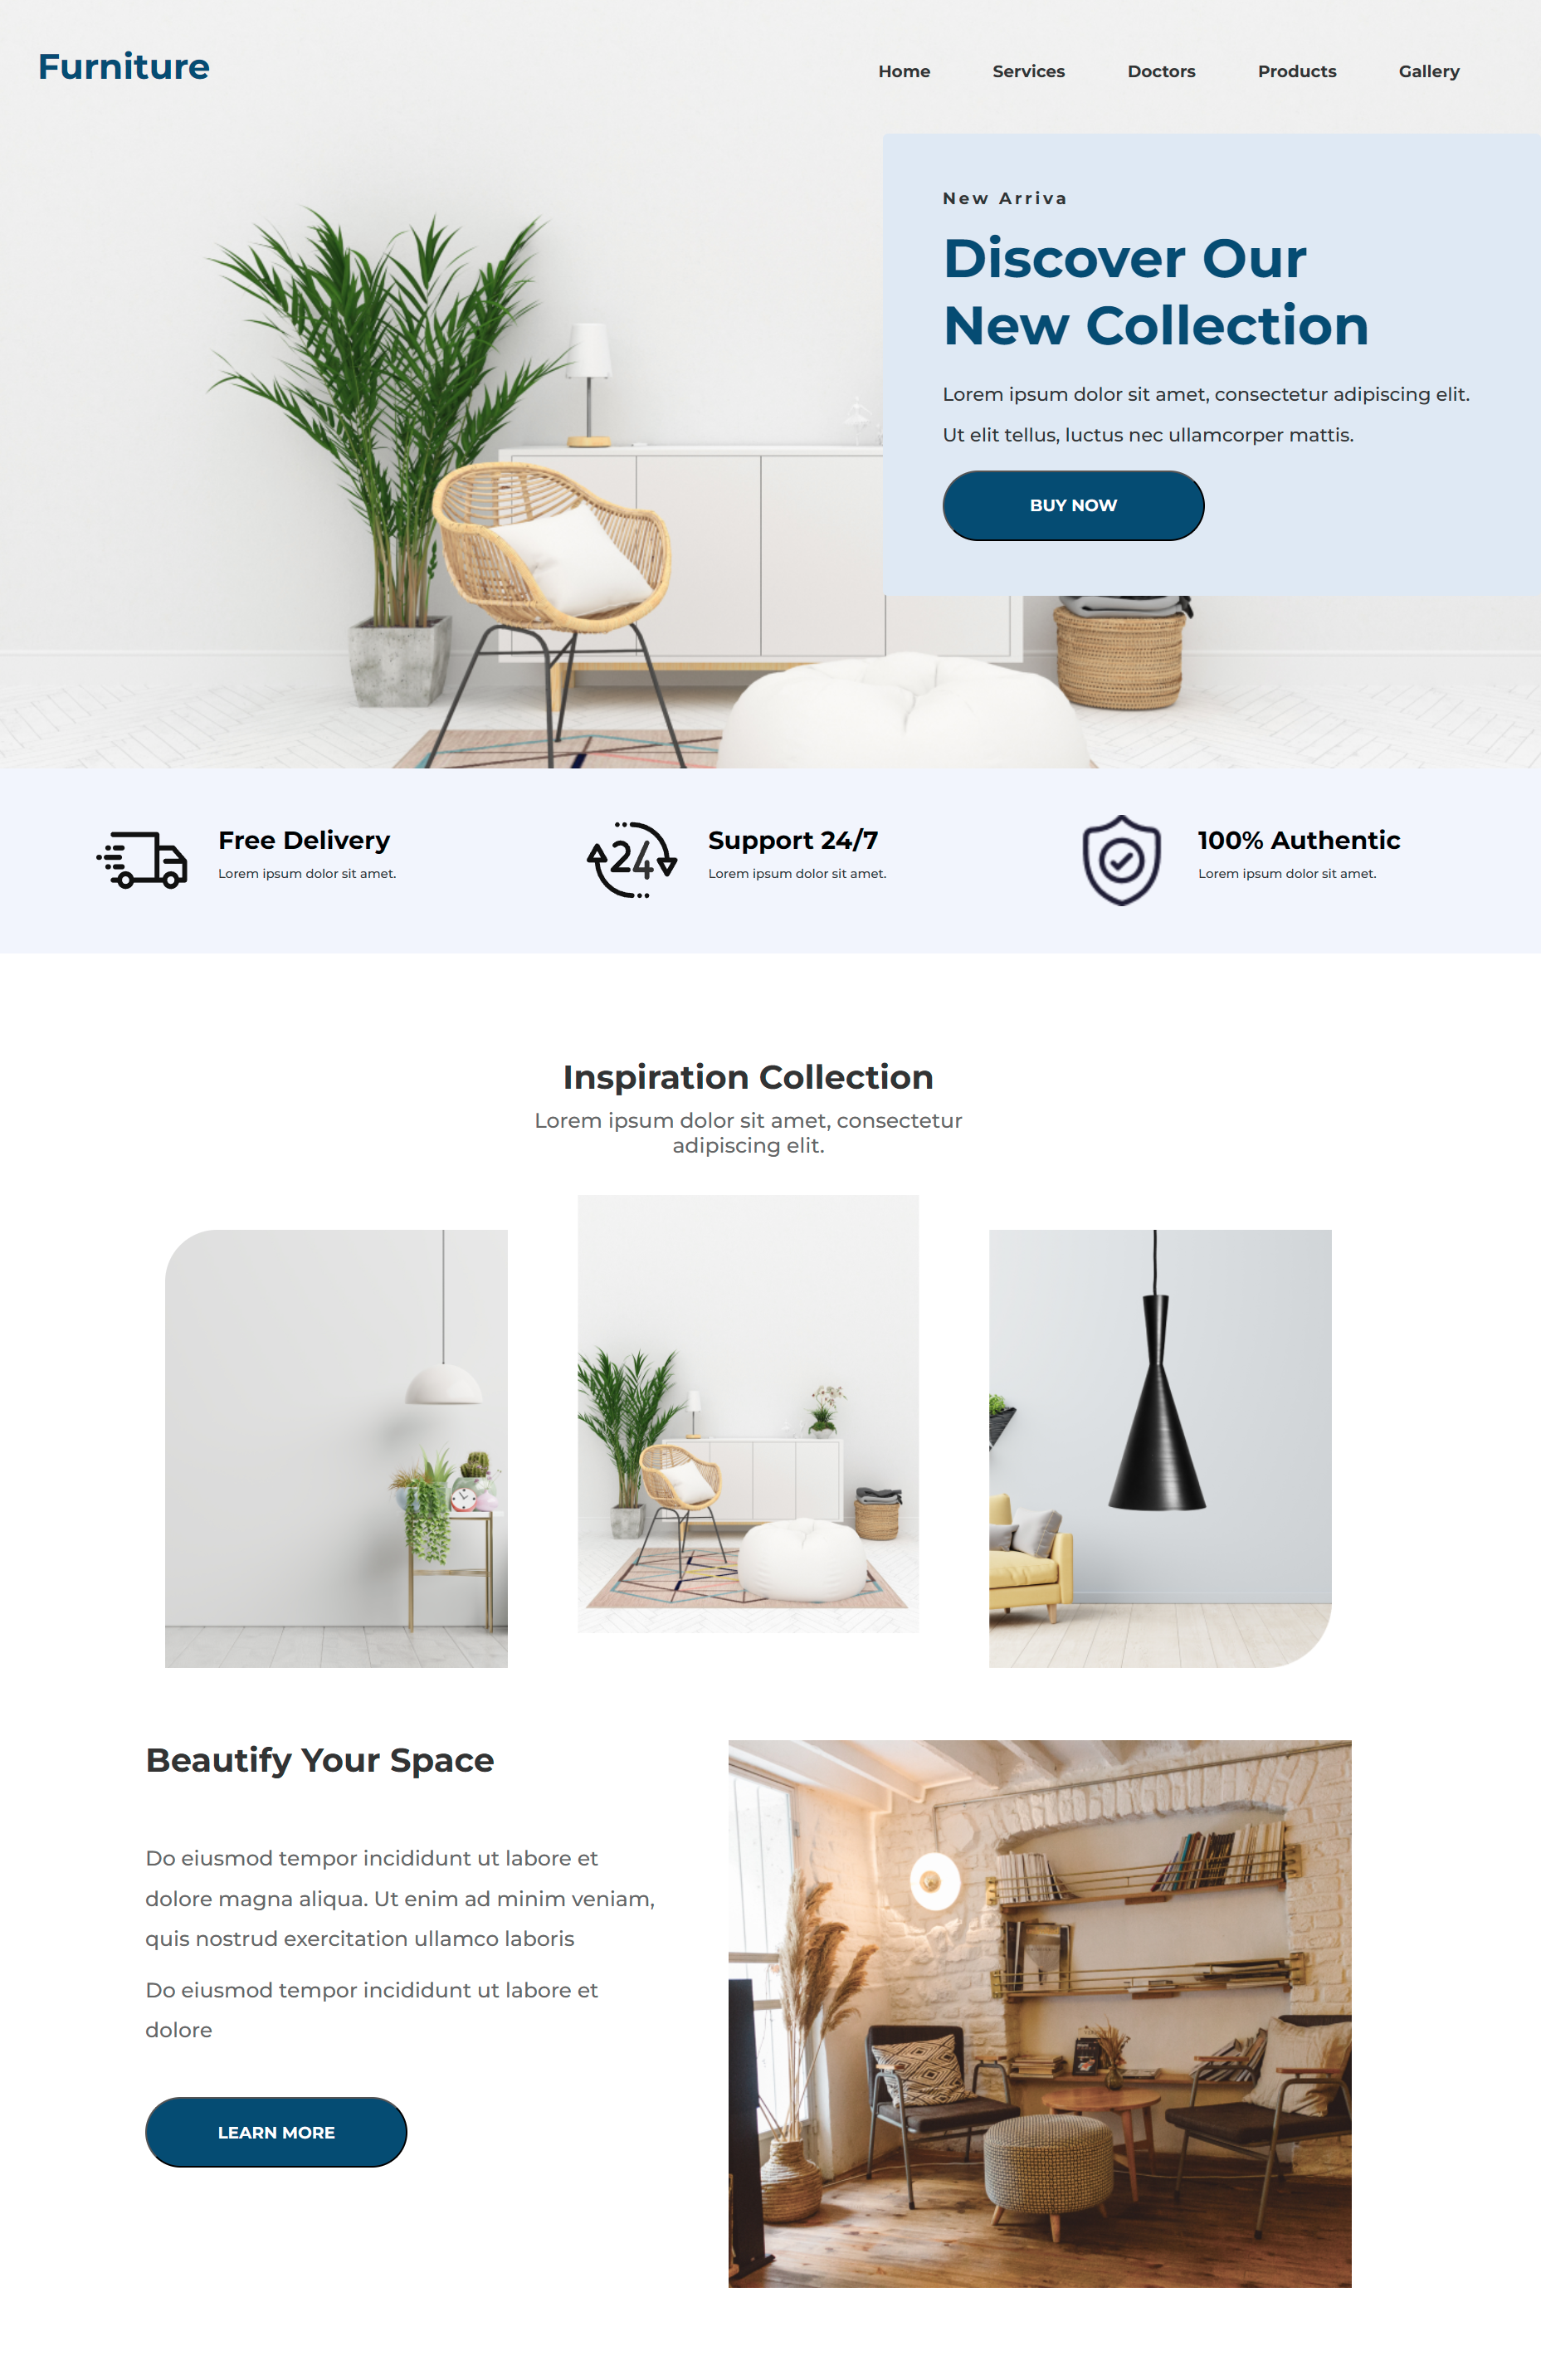 Furniture
Home Services Doctors Products Gallery
New Arriva
Discover Our
New Collection
Lorem ipsum dolor sit amet, consectetur adipiscing elit.
Ut elit tellus, luctus nec ullamcorper mattis.
BUY NOW
Free Delivery
Lorem ipsum dolor sit amet.
24
Support 24/7
Lorem ipsum dolor sit amet.
100% Authentic
Lorem ipsum dolor sit amet.
Inspiration Collection
Lorem ipsum dolor sit amet, consectetur
adipiscing elit.
Beautify Your Space
Do eiusmod tempor incididunt ut labore et
dolore magna aliqua. Ut enim ad minim veniam,
quis nostrud exercitation ullamco laboris
Do eiusmod tempor incididunt ut labore et
dolore
LEARN MORE